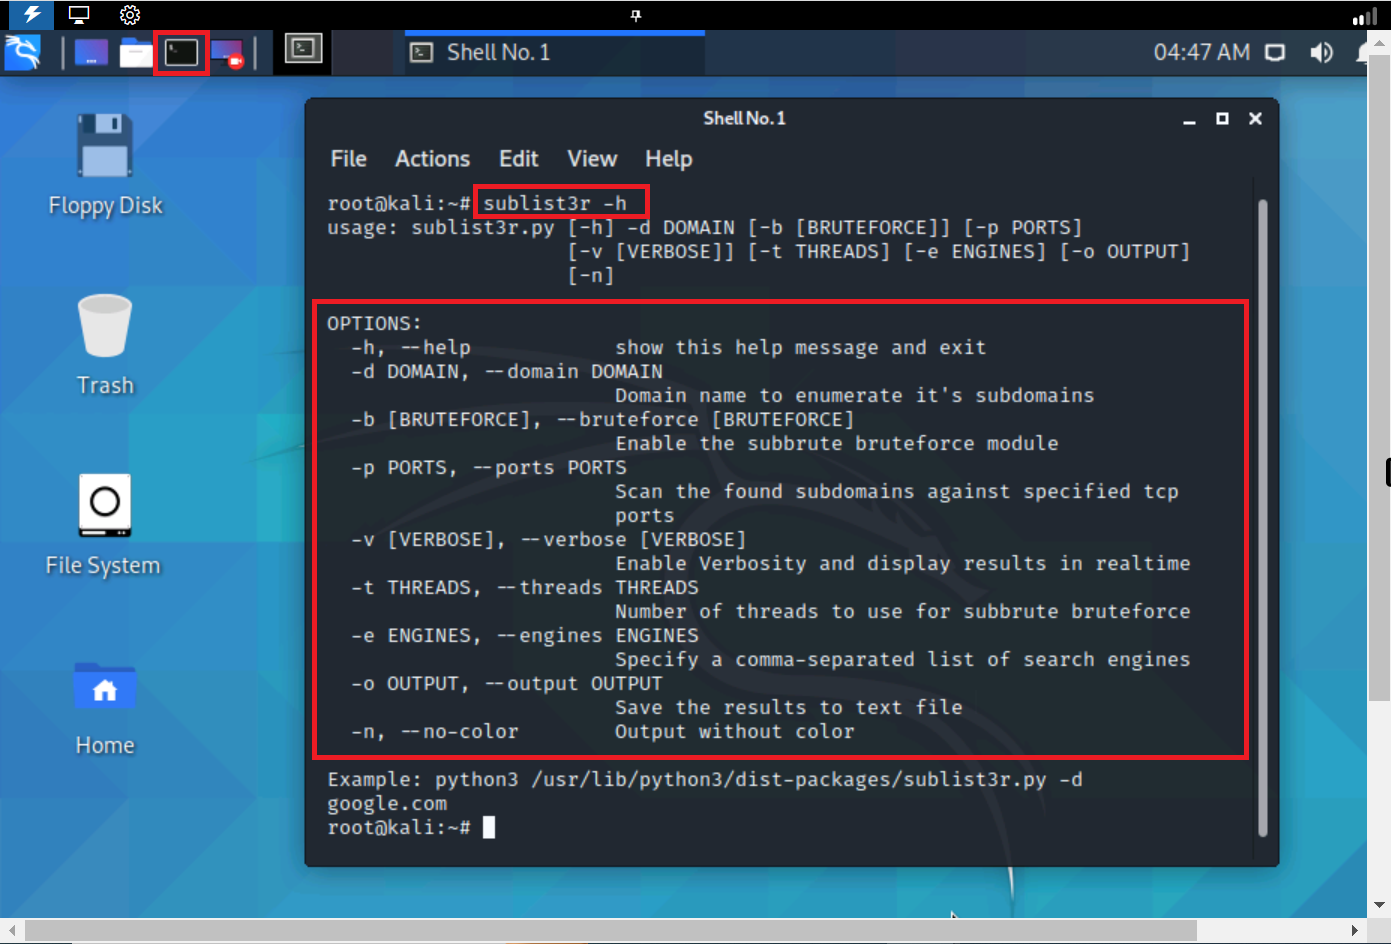 Shell No. 1
04:47 AM
Floppy Disk
Trash
File System
Home
Shell No. 1
File Actions Edit View Help
root@kali:~# sublist3r -h
usage: sublist3r.py [-h] -d DOMAIN [-b [BRUTEFORCE]] [-p PORTS]
[-v [VERBOSE]] [-t THREADS] [-e ENGINES] [-o OUTPUT]
[-n]
OPTIONS:
-h, --help show this help message and exit
-d DOMAIN, --domain DOMAIN
Domain name to enumerate it's subdomains
-b [BRUTEFORCE], --bruteforce [BRUTEFORCE]
Enable the subbrute bruteforce module
-p PORTS, --ports PORTS
Scan the found subdomains against specified tcp
ports
-v [VERBOSE], --verbose [VERBOSE]
Enable Verbosity and display results in realtime
-t THREADS, --threads THREADS
Number of threads to use for subbrute bruteforce
-e ENGINES, --engines ENGINES
Specify a comma-separated list of search engines
-o OUTPUT, --output OUTPUT
Save the results to text file
-n, --no-color Output without color
Example: python3 /usr/lib/python3/dist-packages/sublist3r.py -d
google.com
root@kali:~#